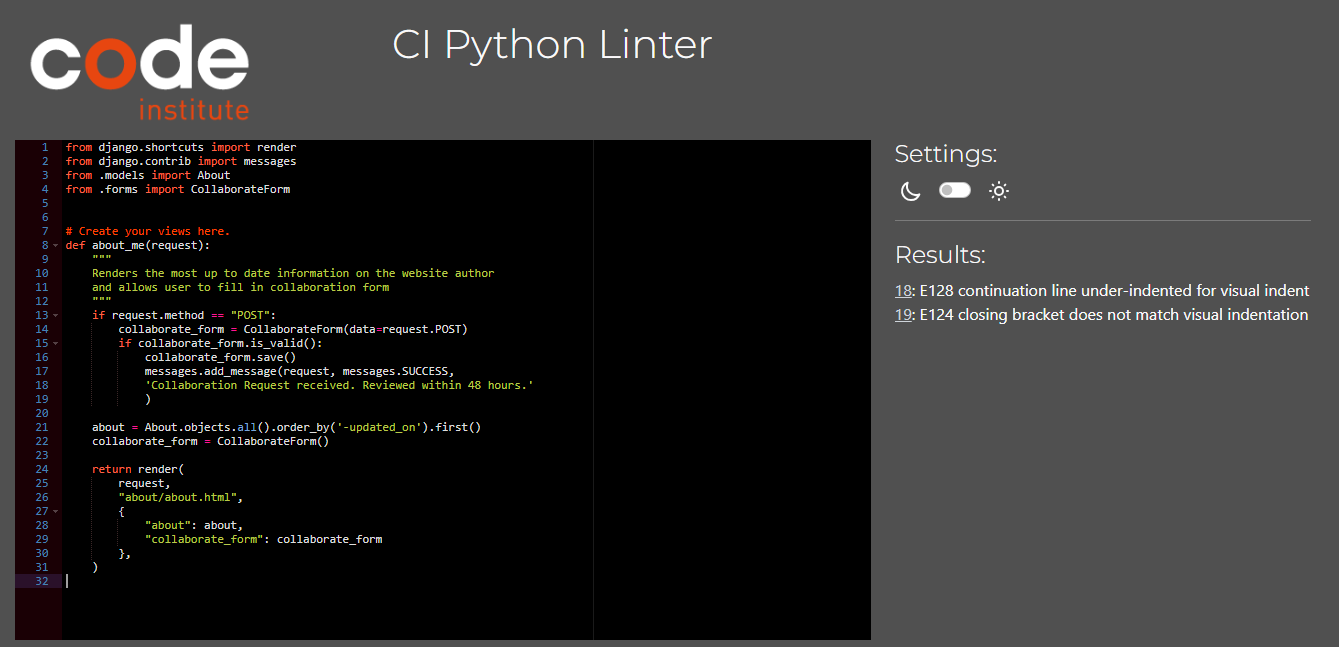 code
institute
CI Python Linter
1 from django.shortcuts import render
2 from django.contrib import messages
3 from .models import About
4 from .forms import CollaborateForm
5
6
7 # Create your views here.
8 def about_me(request):
9     """
10     Renders the most up to date information on the website author
11     and allows user to fill in collaboration form
12     """
13     if request.method == "POST":
14         collaborate_form = CollaborateForm(data=request.POST)
15         if collaborate_form.is_valid():
16             collaborate_form.save()
17             messages.add_message(request, messages.SUCCESS,
18             'Collaboration Request received. Reviewed within 48 hours.'
19             )
20
21     about = About.objects.all().order_by('-updated_on').first()
22     collaborate_form = CollaborateForm()
23
24     return render(
25         request,
26         "about/about.html",
27         {
28             "about": about,
29             "collaborate_form": collaborate_form
30         },
31     )
32
Settings:
Results:
18: E128 continuation line under-indented for visual indent
19: E124 closing bracket does not match visual indentation